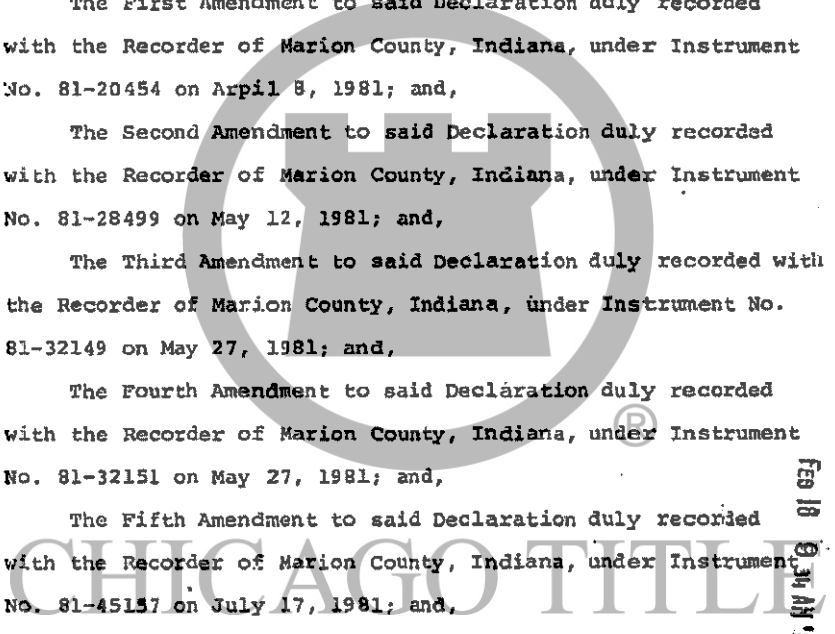 The First Amendment to said Declaration duly recorded
with the Recorder of Marion County, Indiana, under Instrument
No. 81-20454 on Arpil 8, 1981; and,
The Second Amendment to said Declaration duly recorded
with the Recorder of Marion County, Indiana, under Instrument
No. 81-28499 on May 12, 1981; and,
The Third Amendment to said Declaration duly recorded with
the Recorder of Marion County, Indiana, under Instrument No.
81-32149 on May 27, 1981; and,
The Fourth Amendment to said Declaration duly recorded
with the Recorder of Marion County, Indiana, under Instrument
®
No. 81-32151 on May 27, 1981; and,
The Fifth Amendment to said Declaration duly recorded
with the Recorder of Marion County, Indiana, under Instrument
No. 81-45157 on July 17, 1981; and,
CHICAGO TITLE
FEB 18 9 34 AM